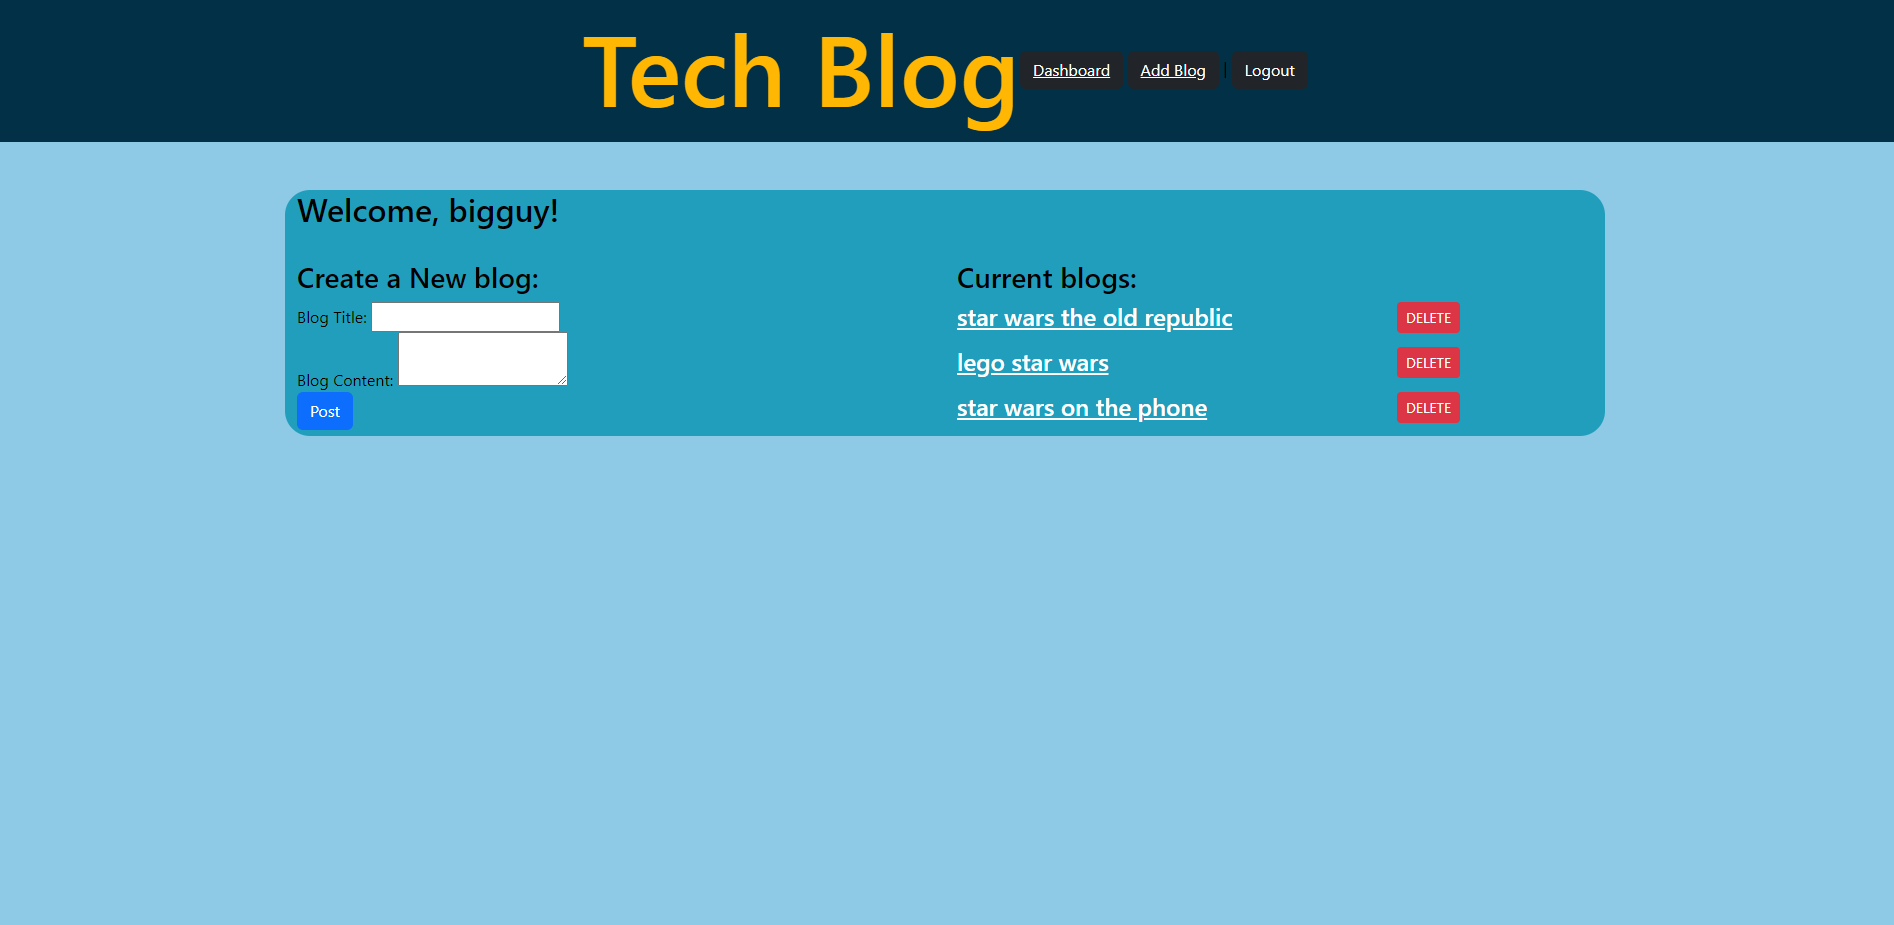 Tech Blog Dashboard Add Blog | Logout
Welcome, bigguy!
Create a New blog:
Blog Title:
Blog Content:
Post
Current blogs:
star wars the old republic DELETE
lego star wars DELETE
star wars on the phone DELETE